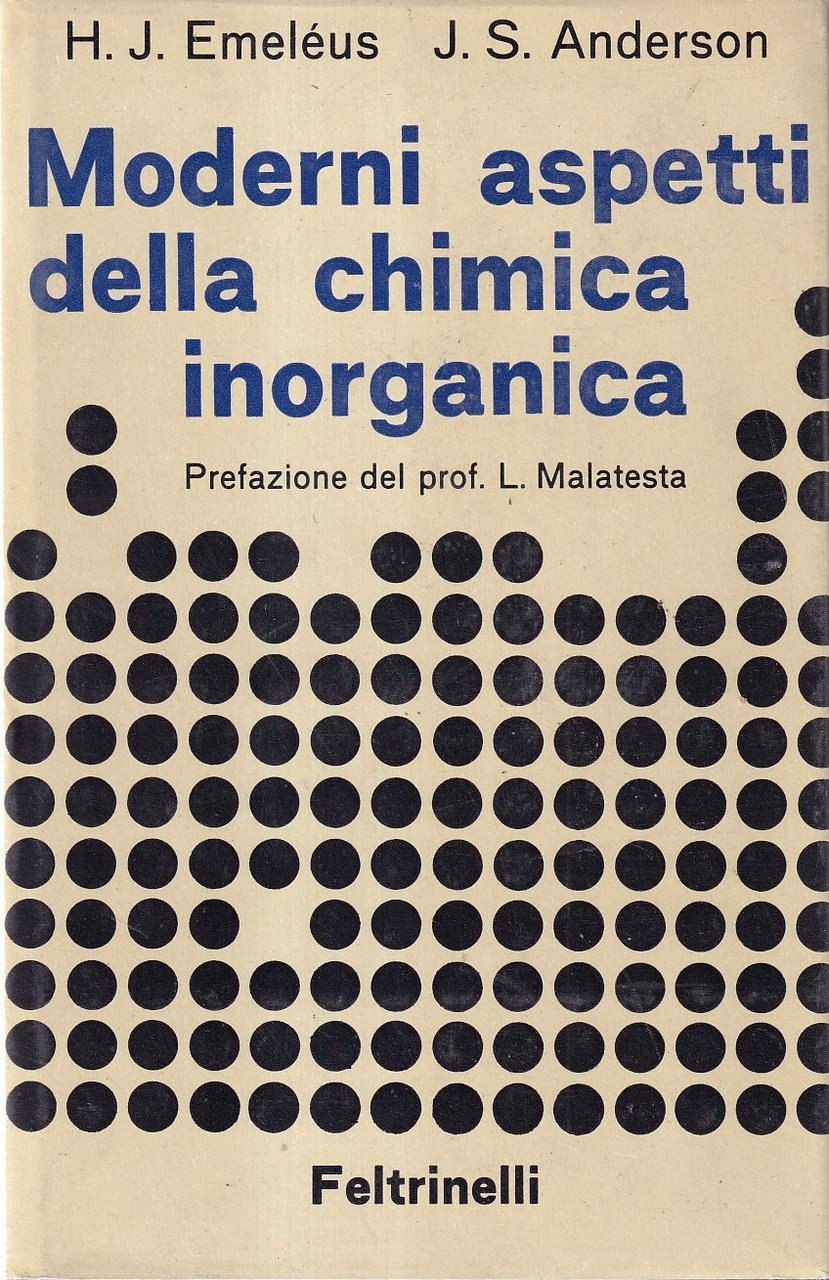 H. J. Emeléus J. S. Anderson
Moderni aspetti
della chimica
inorganica
Prefazione del prof. L. Malatesta
Feltrinelli